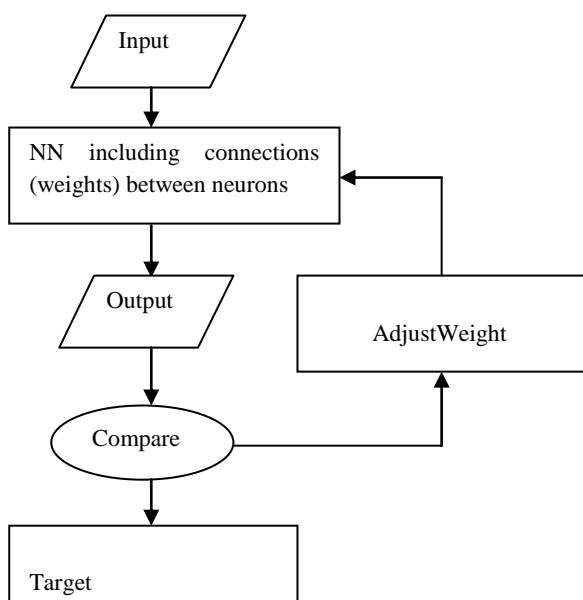 Input
NN including connections
(weights) between neurons
Output
AdjustWeight
Compare
Target